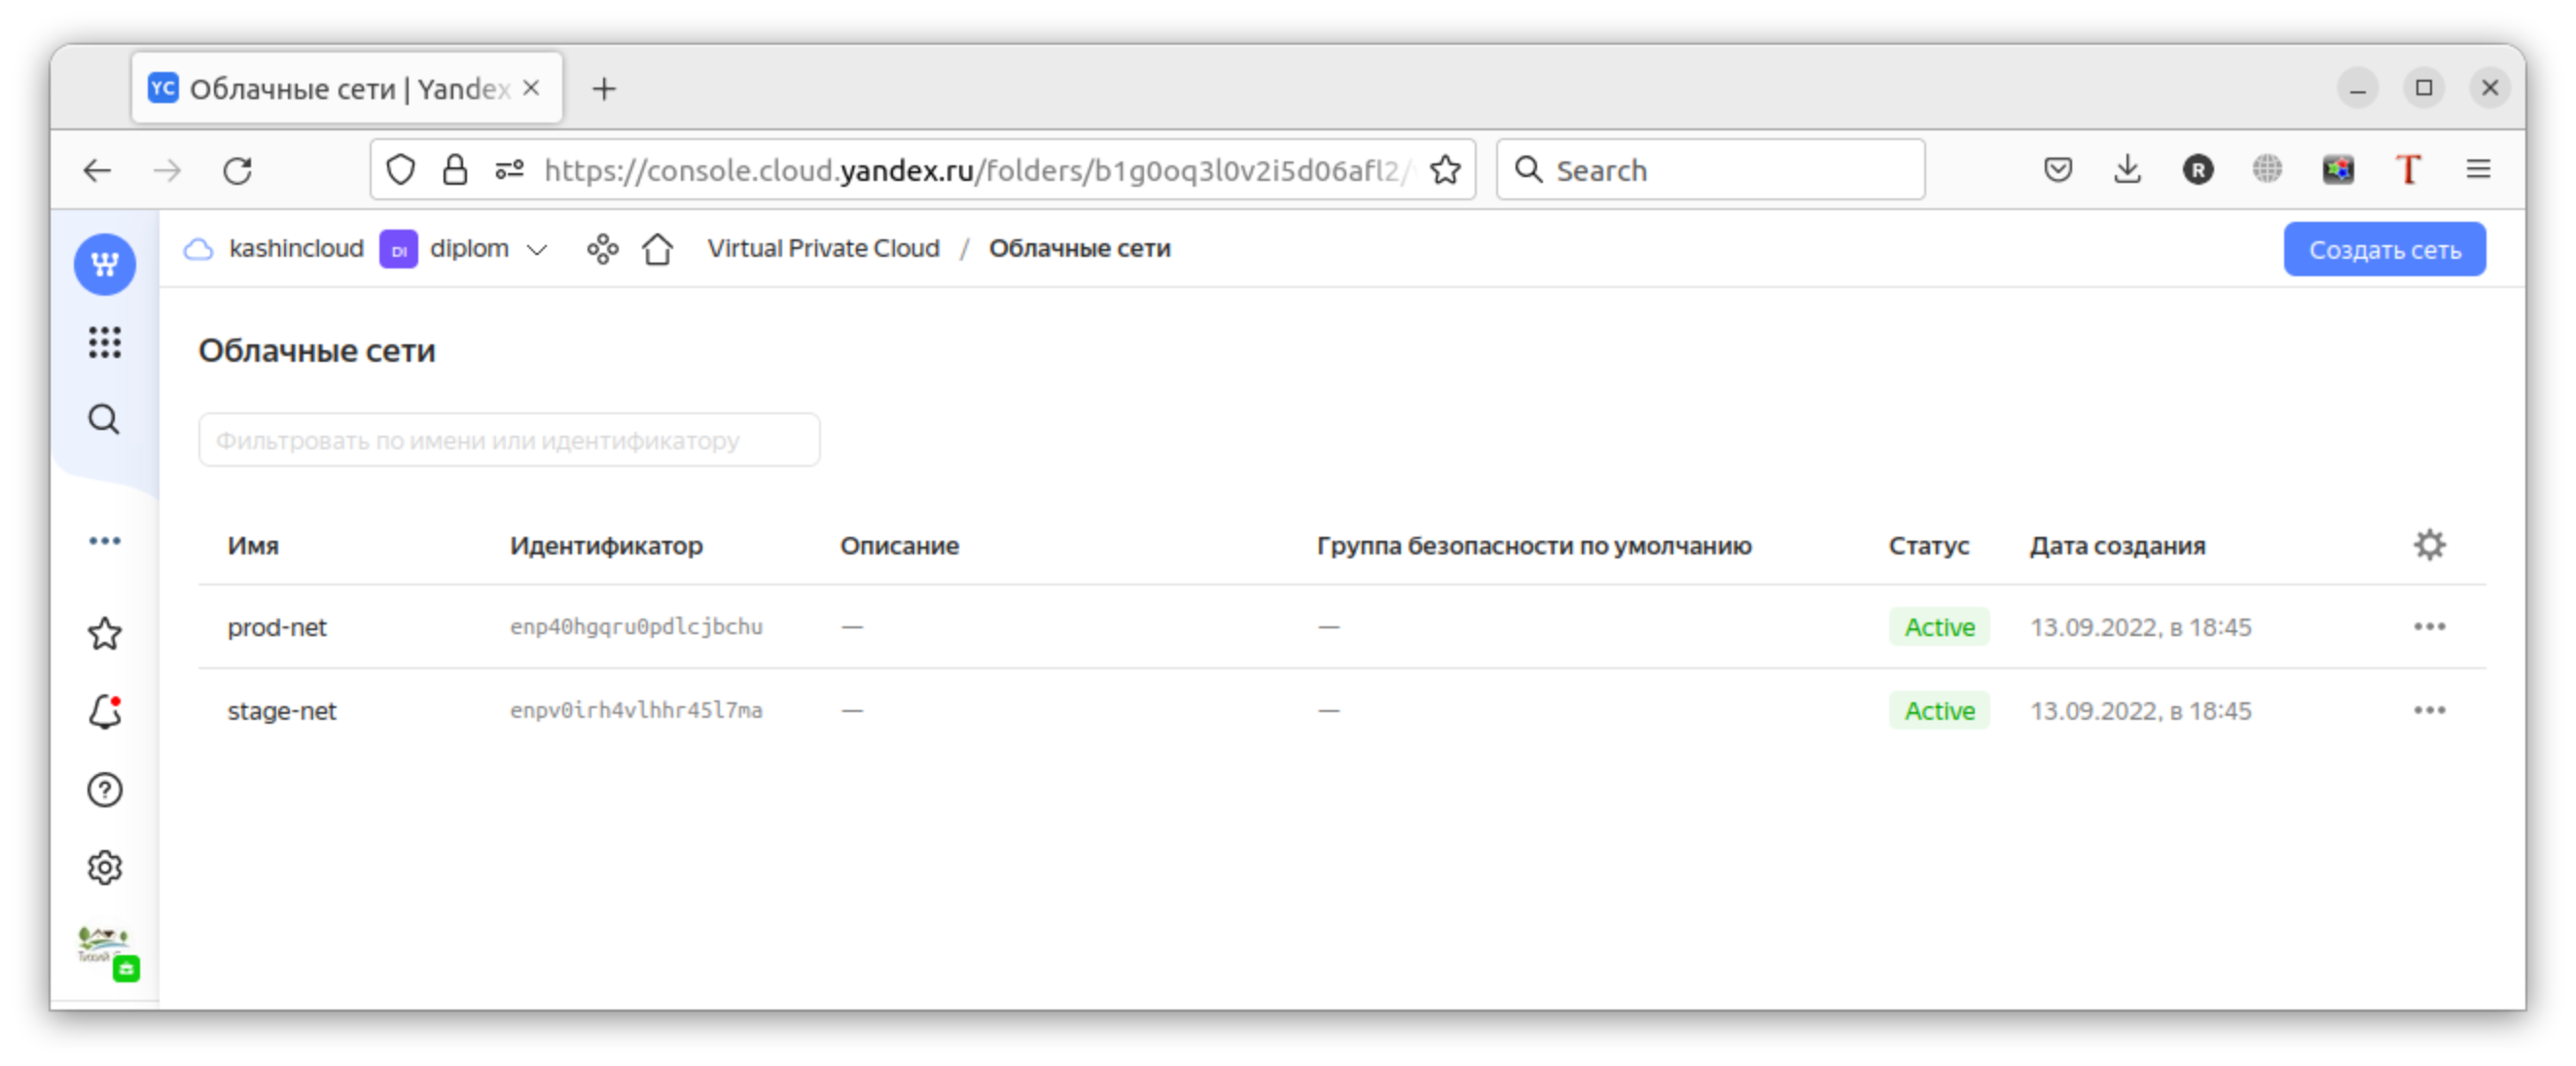 YC Облачные сети | Yandex
https://console.cloud.yandex.ru/folders/b1g0oq3l0v2i5d06afl2/ Search R T
kashincloud DI diplom Virtual Private Cloud / Облачные сети Создать сеть
Облачные сети
Фильтровать по имени или идентификатору
Имя Идентификатор Описание Группа безопасности по умолчанию Статус Дата создания
prod-net enp40hgqru0pdlcjbchu — — Active 13.09.2022, в 18:45
stage-net enpv0irh4vlhhr45l7ma — — Active 13.09.2022, в 18:45
Тихий